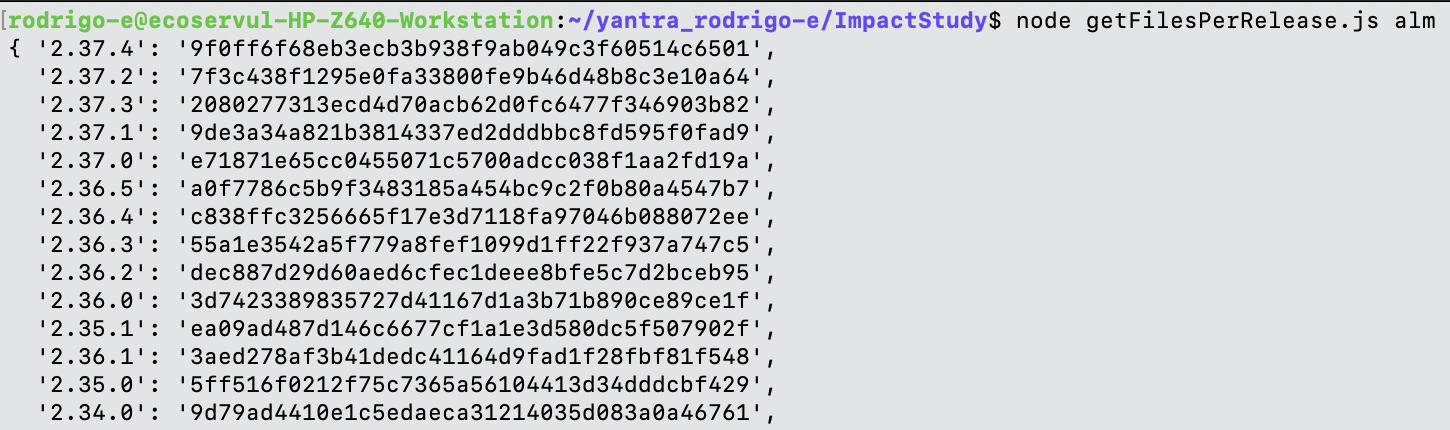 [rodrigo-e@ecoservul-HP-Z640-Workstation:~/yantra_rodrigo-e/ImpactStudy$ node getFilesPerRelease.js alm
{ '2.37.4': '9f0ff6f68eb3ecb3b938f9ab049c3f60514c6501',
'2.37.2': '7f3c438f1295e0fa33800fe9b46d48b8c3e10a64',
'2.37.3': '2080277313ecd4d70acb62d0fc6477f346903b82',
'2.37.1': '9de3a34a821b3814337ed2dddbbc8fd595f0fad9',
'2.37.0': 'e71871e65cc0455071c5700adcc038f1aa2fd19a',
'2.36.5': 'a0f7786c5b9f3483185a454bc9c2f0b80a4547b7',
'2.36.4': 'c838ffc3256665f17e3d7118fa97046b088072ee',
'2.36.3': '55a1e3542a5f779a8fef1099d1ff22f937a747c5',
'2.36.2': 'dec887d29d60aed6cfec1deee8bfe5c7d2bceb95',
'2.36.0': '3d7423389835727d41167d1a3b71b890ce89ce1f',
'2.35.1': 'ea09ad487d146c6677cf1a1e3d580dc5f507902f',
'2.36.1': '3aed278af3b41dedc41164d9fad1f28fbf81f548',
'2.35.0': '5ff516f0212f75c7365a56104413d34dddcbf429',
'2.34.0': '9d79ad4410e1c5edaeca31214035d083a0a46761',